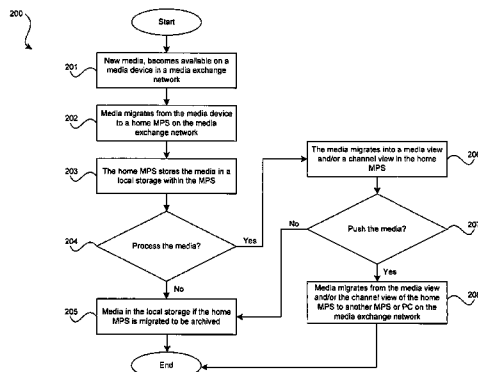 200
Start
201
New media, becomes available on a
media device in a media exchange
network
202
Media migrates from the media device
to a home MPS on the media
exchange network
203
The home MPS stores the media in a
local storage within the MPS
204
Process the media?
Yes
No
205
Media in the local storage if the home
MPS is migrated to be archived
End
206
The media migrates into a media view
and/or a channel view in the home
MPS
207
Push the media?
No
Yes
208
Media migrates from the media view
and/or the channel view of the home
MPS to another MPS or PC on the
media exchange network